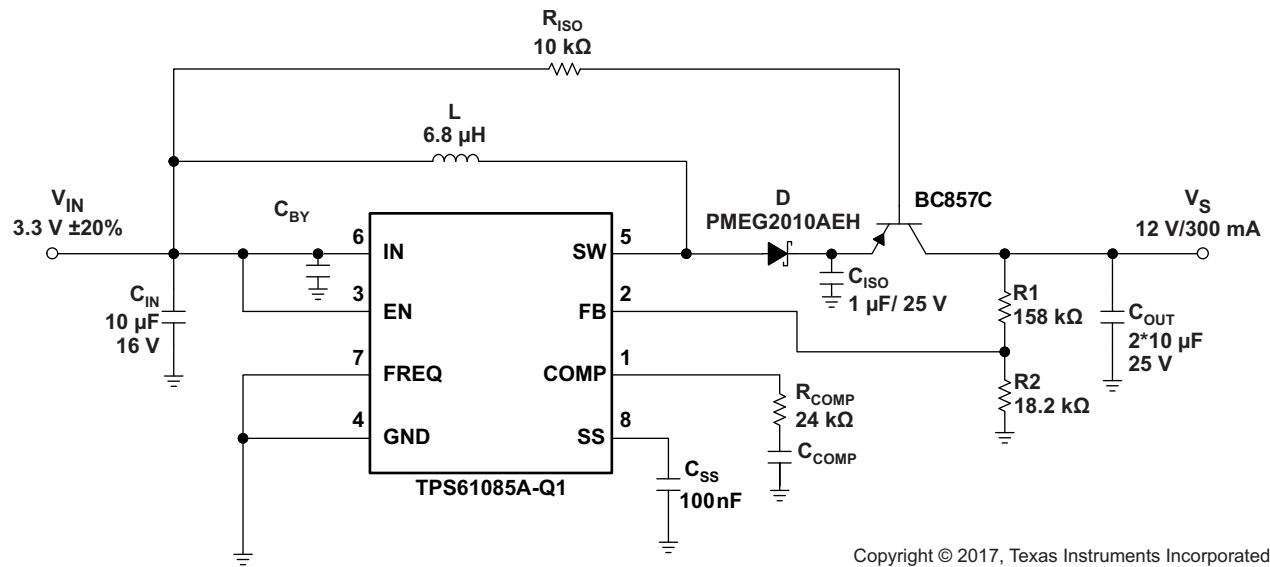 R_ISO
10 kΩ
L
6.8 µH
V_IN
3.3 V ±20%
C_BY
D
PMEG2010AEH
BC857C
V_S
12 V/300 mA
6
IN
SW
5
3
EN
FB
2
7
FREQ
COMP
1
4
GND
SS
8
C_IN
10 µF
16 V
C_ISO
1 µF/ 25 V
R1
158 kΩ
C_OUT
2*10 µF
25 V
R2
18.2 kΩ
R_COMP
24 kΩ
C_COMP
C_SS
100nF
TPS61085A-Q1
Copyright © 2017, Texas Instruments Incorporated